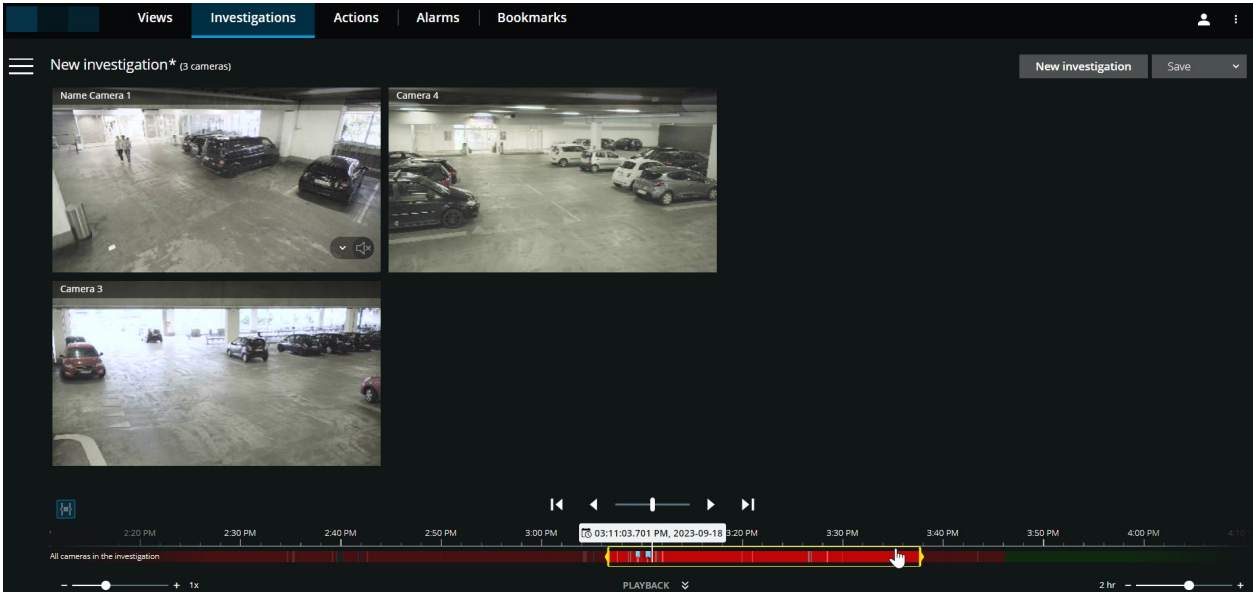 Views Investigations Actions Alarms Bookmarks
New investigation* (3 cameras) New investigation Save
Name Camera 1 Camera 4
Camera 3
2:20 PM 2:30 PM 2:40 PM 2:50 PM 3:00 PM 03:11:03.701 PM, 2023-09-18 3:20 PM 3:30 PM 3:40 PM 3:50 PM 4:00 PM 4:10
All cameras in the investigation
- + 1x PLAYBACK 2 hr - +